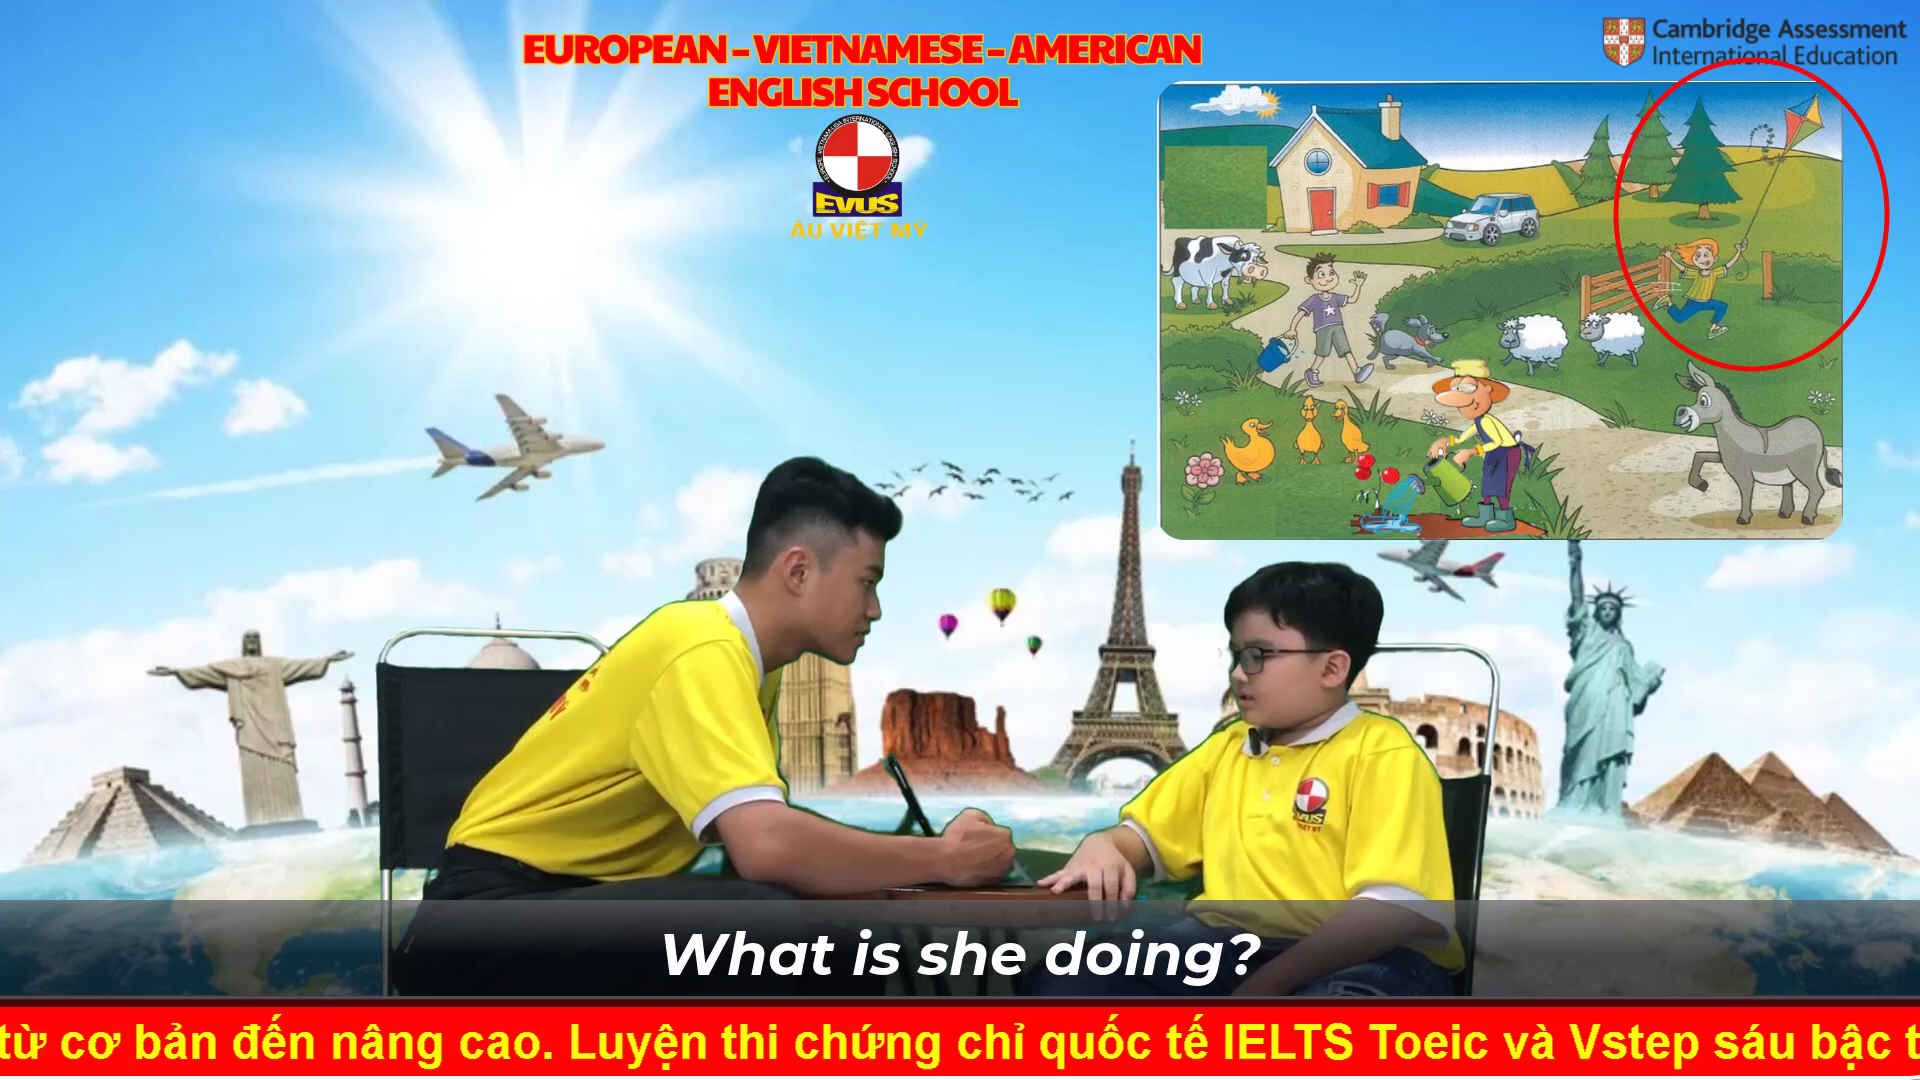 EUROPEAN - VIETNAMESE - AMERICAN
ENGLISH SCHOOL
Cambridge Assessment
International Education
EVUS
ÂU VIỆT MỸ
EVUS
What is she doing?
từ cơ bản đến nâng cao. Luyện thi chứng chỉ quốc tế IELTS Toeic và Vstep sáu bậc t